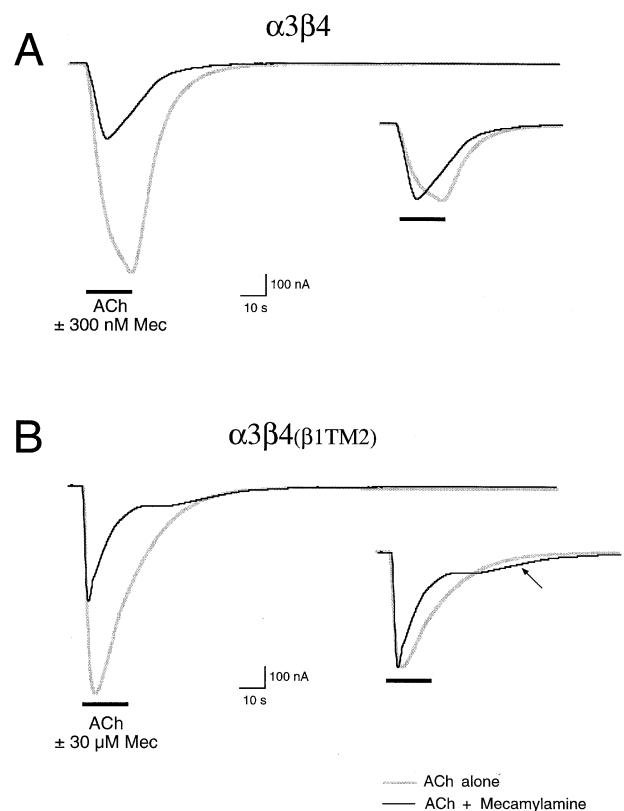 α3β4
A
100 nA
10 s
ACh
± 300 nM Mec
B
α3β4(β1TM2)
100 nA
10 s
ACh
± 30 µM Mec
ACh alone
ACh + Mecamylamine